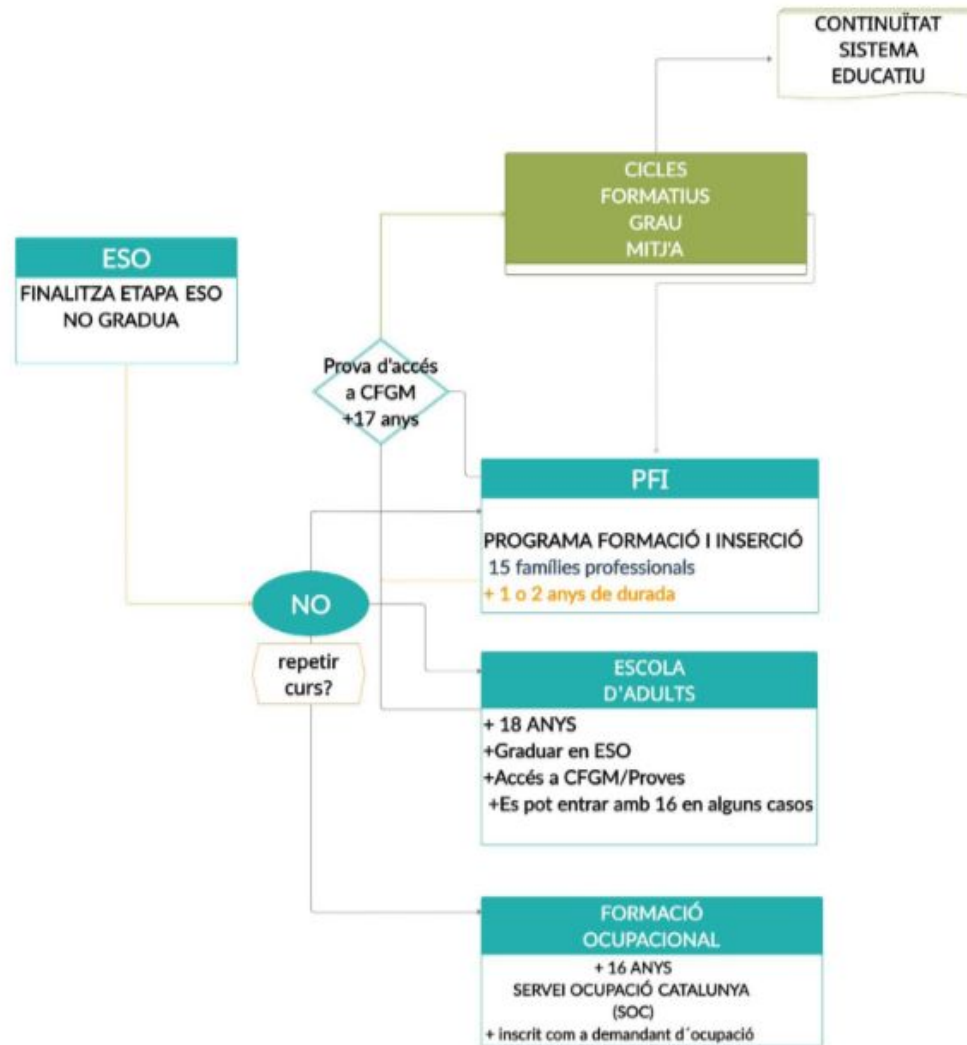 CONTINUÏTAT
SISTEMA
EDUCATIU
CICLES
FORMATIUS
GRAU
MITJ'A
ESO
FINALITZA ETAPA ESO
NO GRADUA
Prova d'accés
a CFGM
+17 anys
PFI
PROGRAMA FORMACIÓ I INSERCIÓ
15 famílies professionals
+ 1 o 2 anys de durada
NO
repetir
curs?
ESCOLA
D'ADULTS
+ 18 ANYS
+Graduar en ESO
+Accés a CFGM/Proves
+Es pot entrar amb 16 en alguns casos
FORMACIÓ
OCUPACIONAL
+ 16 ANYS
SERVEI OCUPACIÓ CATALUNYA
(SOC)
+ inscrit com a demandant d´ocupació